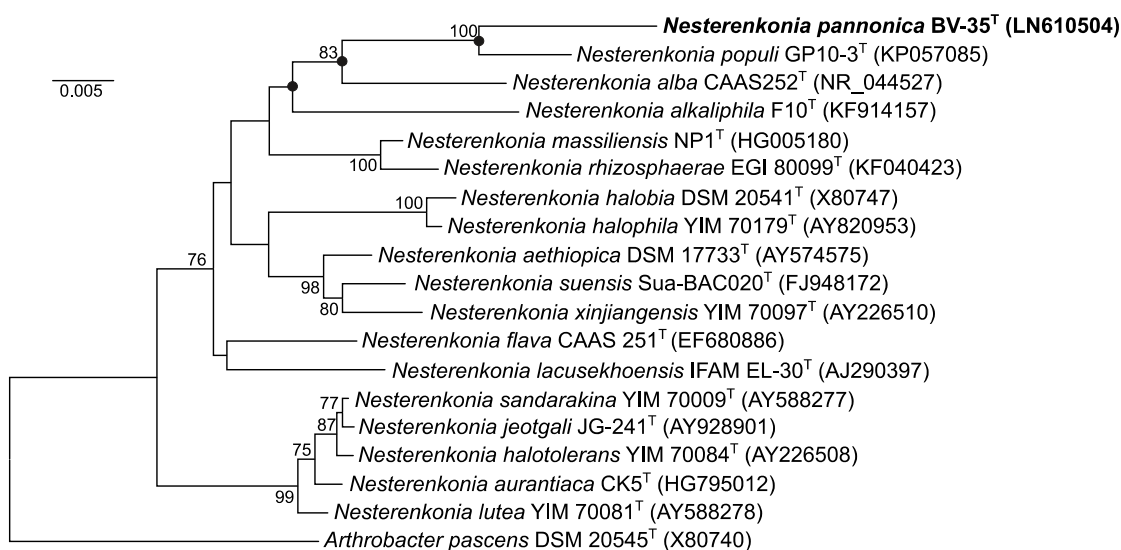 100
Nesterenkonia pannonica BV-35ᵀ (LN610504)
83
Nesterenkonia populi GP10-3ᵀ (KP057085)
0.005
Nesterenkonia alba CAAS252ᵀ (NR_044527)
Nesterenkonia alkaliphila F10ᵀ (KF914157)
Nesterenkonia massiliensis NP1ᵀ (HG005180)
100
Nesterenkonia rhizosphaerae EGI 80099ᵀ (KF040423)
Nesterenkonia halobia DSM 20541ᵀ (X80747)
100
Nesterenkonia halophila YIM 70179ᵀ (AY820953)
Nesterenkonia aethiopica DSM 17733ᵀ (AY574575)
76
98
Nesterenkonia suensis Sua-BAC020ᵀ (FJ948172)
80
Nesterenkonia xinjiangensis YIM 70097ᵀ (AY226510)
Nesterenkonia flava CAAS 251ᵀ (EF680886)
Nesterenkonia lacusekhoensis IFAM EL-30ᵀ (AJ290397)
77
Nesterenkonia sandarakina YIM 70009ᵀ (AY588277)
87
Nesterenkonia jeotgali JG-241ᵀ (AY928901)
75
Nesterenkonia halotolerans YIM 70084ᵀ (AY226508)
Nesterenkonia aurantiaca CK5ᵀ (HG795012)
99
Nesterenkonia lutea YIM 70081ᵀ (AY588278)
Arthrobacter pascens DSM 20545ᵀ (X80740)